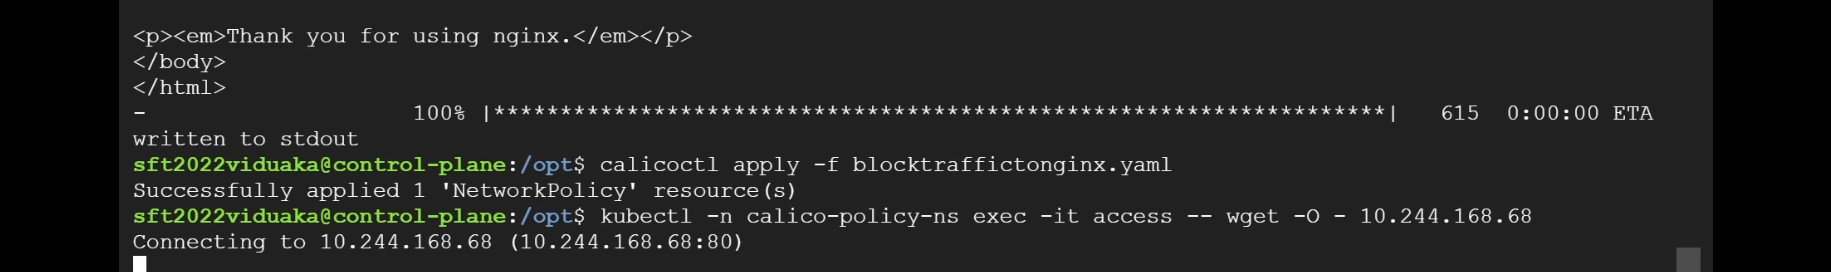 <p><em>Thank you for using nginx.</em></p>
</body>
</html>
-                    100% |*******************************************************************|   615  0:00:00 ETA
written to stdout
sft2022viduaka@control-plane:/opt$ calicoctl apply -f blocktraffictonginx.yaml
Successfully applied 1 'NetworkPolicy' resource(s)
sft2022viduaka@control-plane:/opt$ kubectl -n calico-policy-ns exec -it access -- wget -O - 10.244.168.68
Connecting to 10.244.168.68 (10.244.168.68:80)